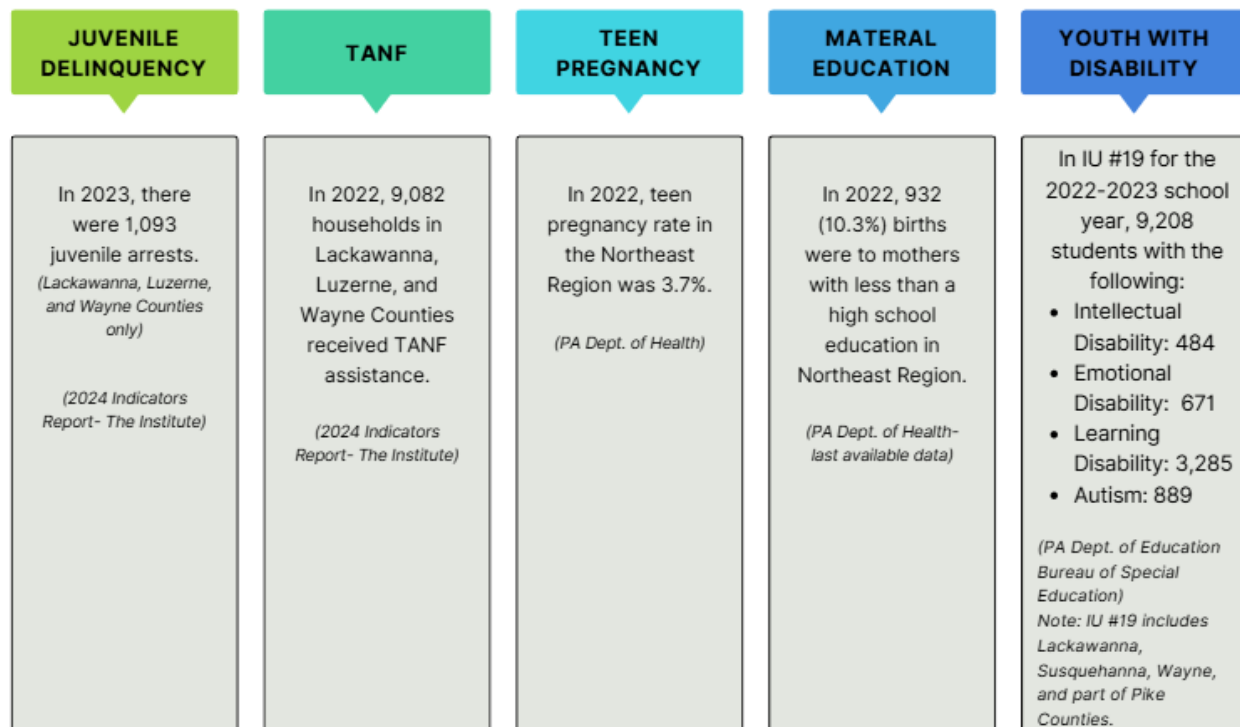 JUVENILE
DELINQUENCY
In 2023, there
were 1,093
juvenile arrests.
(Lackawanna, Luzerne,
and Wayne Counties
only)
(2024 Indicators
Report- The Institute)
TANF
In 2022, 9,082
households in
Lackawanna,
Luzerne, and
Wayne Counties
received TANF
assistance.
(2024 Indicators
Report- The Institute)
TEEN
PREGNANCY
In 2022, teen
pregnancy rate in
the Northeast
Region was 3.7%.
(PA Dept. of Health)
MATERAL
EDUCATION
In 2022, 932
(10.3%) births
were to mothers
with less than a
high school
education in
Northeast Region.
(PA Dept. of Health-
last available data)
YOUTH WITH
DISABILITY
In IU #19 for the
2022-2023 school
year, 9,208
students with the
following:
• Intellectual
Disability: 484
• Emotional
Disability: 671
• Learning
Disability: 3,285
• Autism: 889
(PA Dept. of Education
Bureau of Special
Education)
Note: IU #19 includes
Lackawanna,
Susquehanna, Wayne,
and part of Pike
Counties.